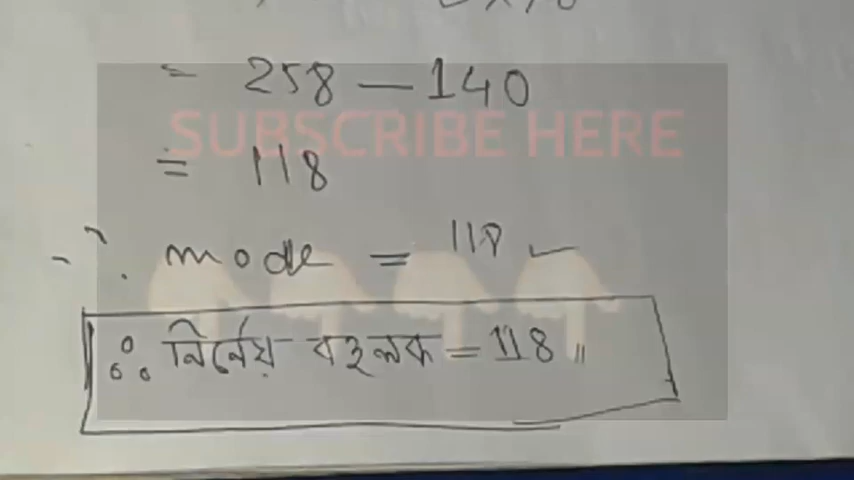 = 258 — 140
SUBSCRIBE HERE
= 118
∴ mode = 118 ✓
∴ নির্নেয় বহুলক = 118 ॥